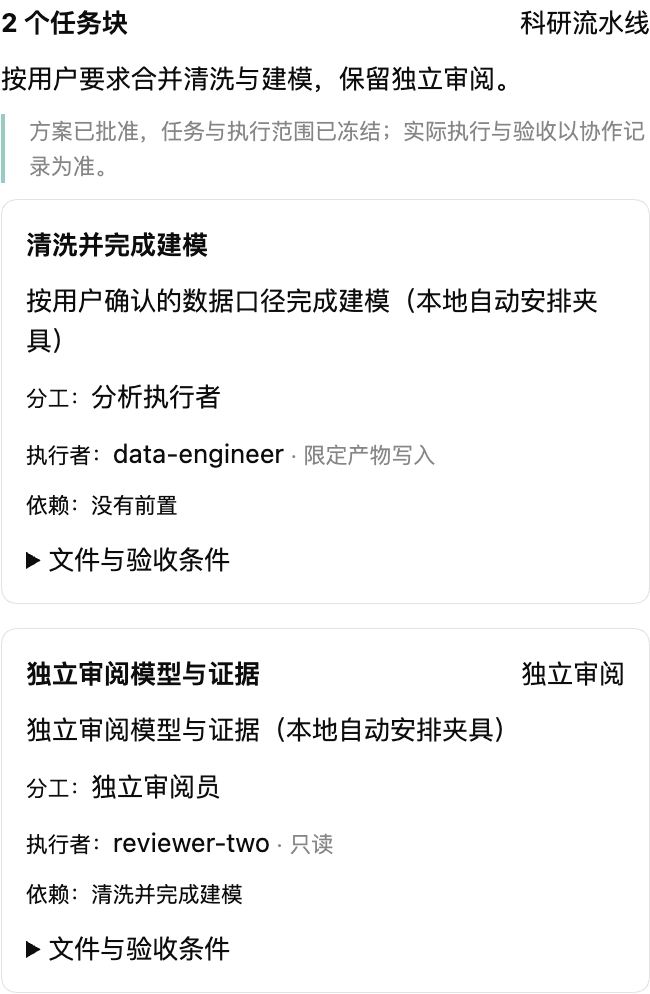 2 个任务块 科研流水线
按用户要求合并清洗与建模，保留独立审阅。
方案已批准，任务与执行范围已冻结；实际执行与验收以协作记
录为准。
清洗并完成建模
按用户确认的数据口径完成建模（本地自动安排夹
具）
分工：分析执行者
执行者：data-engineer · 限定产物写入
依赖：没有前置
▶ 文件与验收条件
独立审阅模型与证据 独立审阅
独立审阅模型与证据（本地自动安排夹具）
分工：独立审阅员
执行者：reviewer-two · 只读
依赖：清洗并完成建模
▶ 文件与验收条件